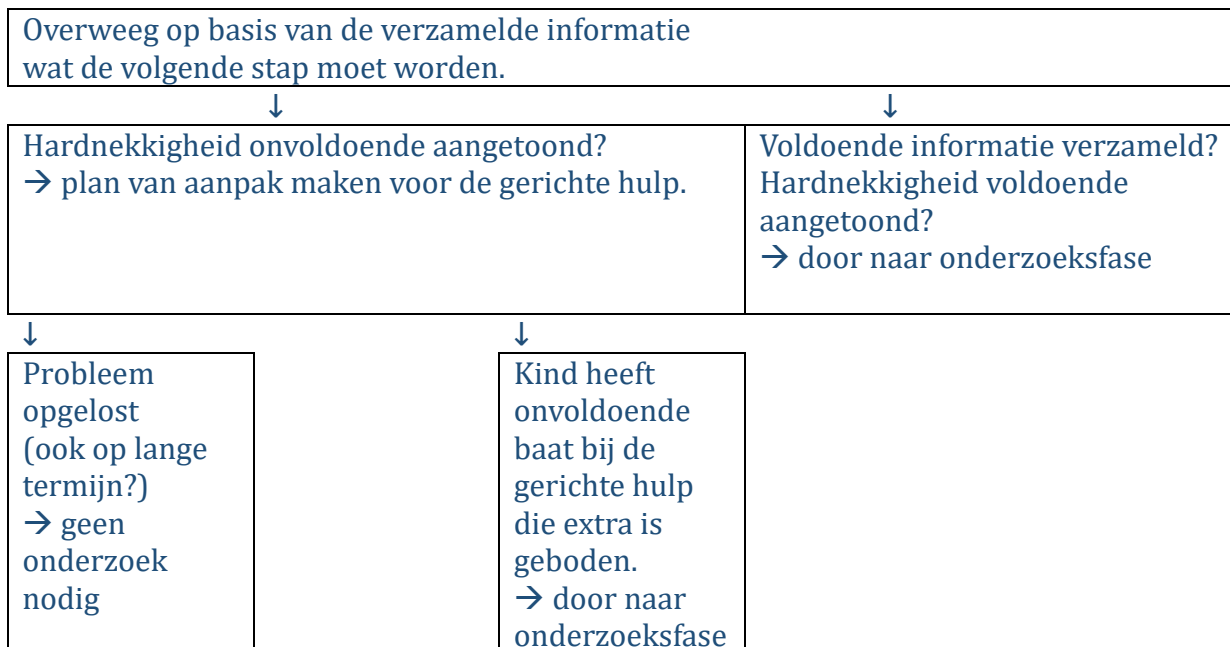 Overweeg op basis van de verzamelde informatie
wat de volgende stap moet worden.
↓ ↓
Hardnekkigheid onvoldoende aangetoond?
→ plan van aanpak maken voor de gerichte hulp.
Voldoende informatie verzameld?
Hardnekkigheid voldoende
aangetoond?
→ door naar onderzoeksfase
↓ ↓
Probleem
opgelost
(ook op lange
termijn?)
→ geen
onderzoek
nodig
Kind heeft
onvoldoende
baat bij de
gerichte hulp
die extra is
geboden.
→ door naar
onderzoeksfase